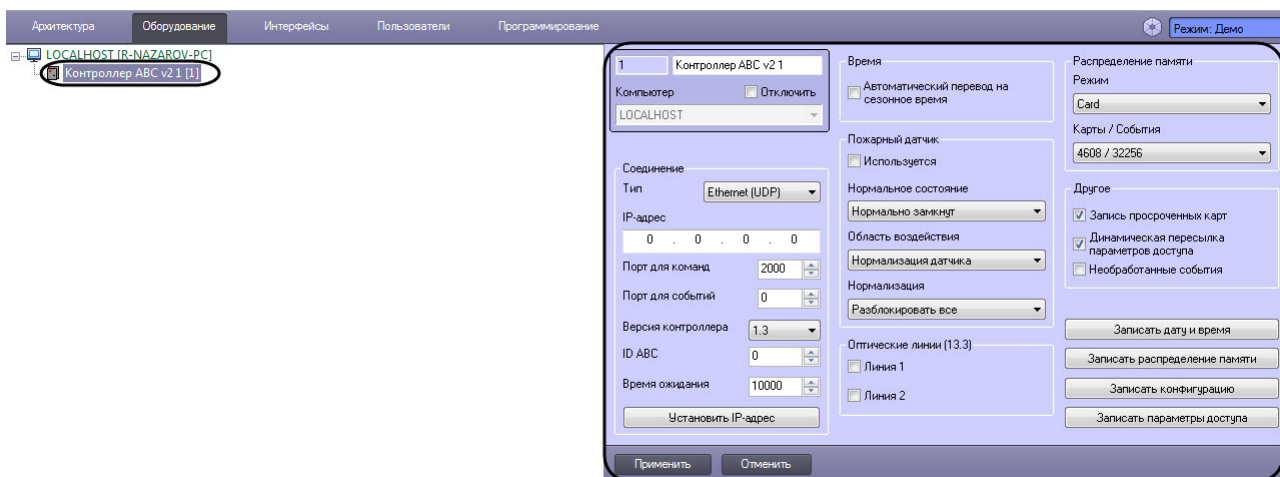 Архитектура
Оборудование
Интерфейсы
Пользователи
Программирование
Режим: Демо
LOCALHOST [R-NAZAROV-PC]
Контроллер ABC v2 1 [1]
1
Контроллер ABC v2 1
Компьютер
Отключить
LOCALHOST
Соединение
Тип
Ethernet (UDP)
IP-адрес
0 . 0 . 0 . 0
Порт для команд
2000
Порт для событий
0
Версия контроллера
1.3
ID ABC
0
Время ожидания
10000
Установить IP-адрес
Время
Автоматический перевод на
сезонное время
Пожарный датчик
Используется
Нормальное состояние
Нормально замкнут
Область воздействия
Нормализация датчика
Нормализация
Разблокировать все
Оптические линии (13.3)
Линия 1
Линия 2
Распределение памяти
Режим
Card
Карты / События
4608 / 32256
Другое
Запись просроченных карт
Динамическая пересылка
параметров доступа
Необработанные события
Записать дату и время
Записать распределение памяти
Записать конфигурацию
Записать параметры доступа
Применить
Отменить